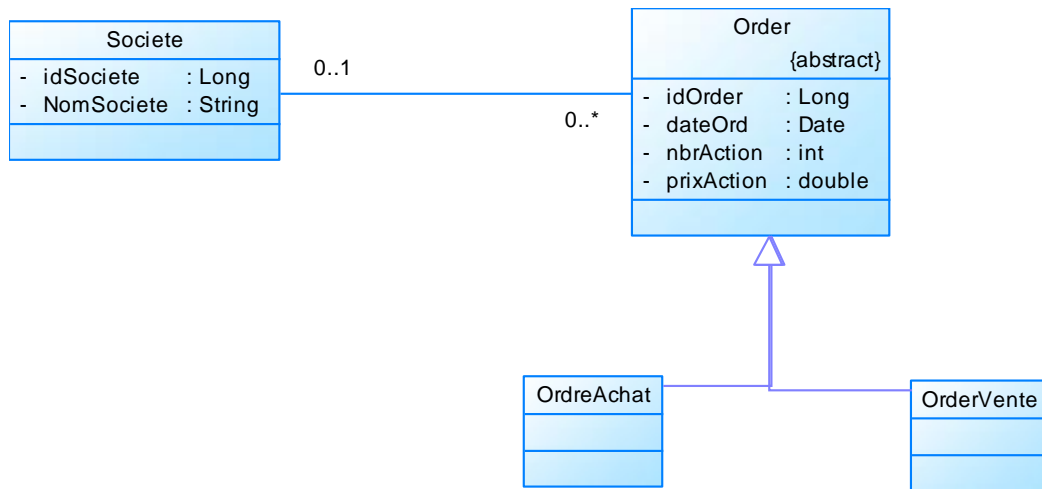 Societe
- idSociete : Long
- NomSociete : String
0..1
0..*
Order
{abstract}
- idOrder : Long
- dateOrd : Date
- nbrAction : int
- prixAction : double
OrdreAchat
OrderVente